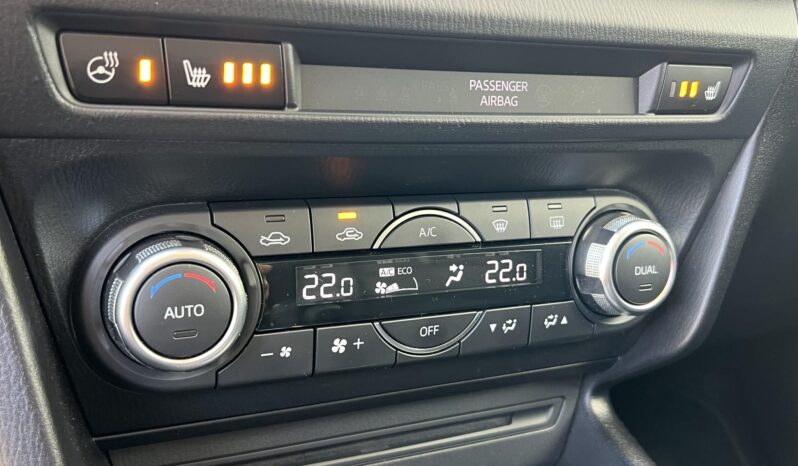 PASSENGER
AIRBAG
A/C
22.0 A/C ECO 22.0
AUTO
DUAL
OFF